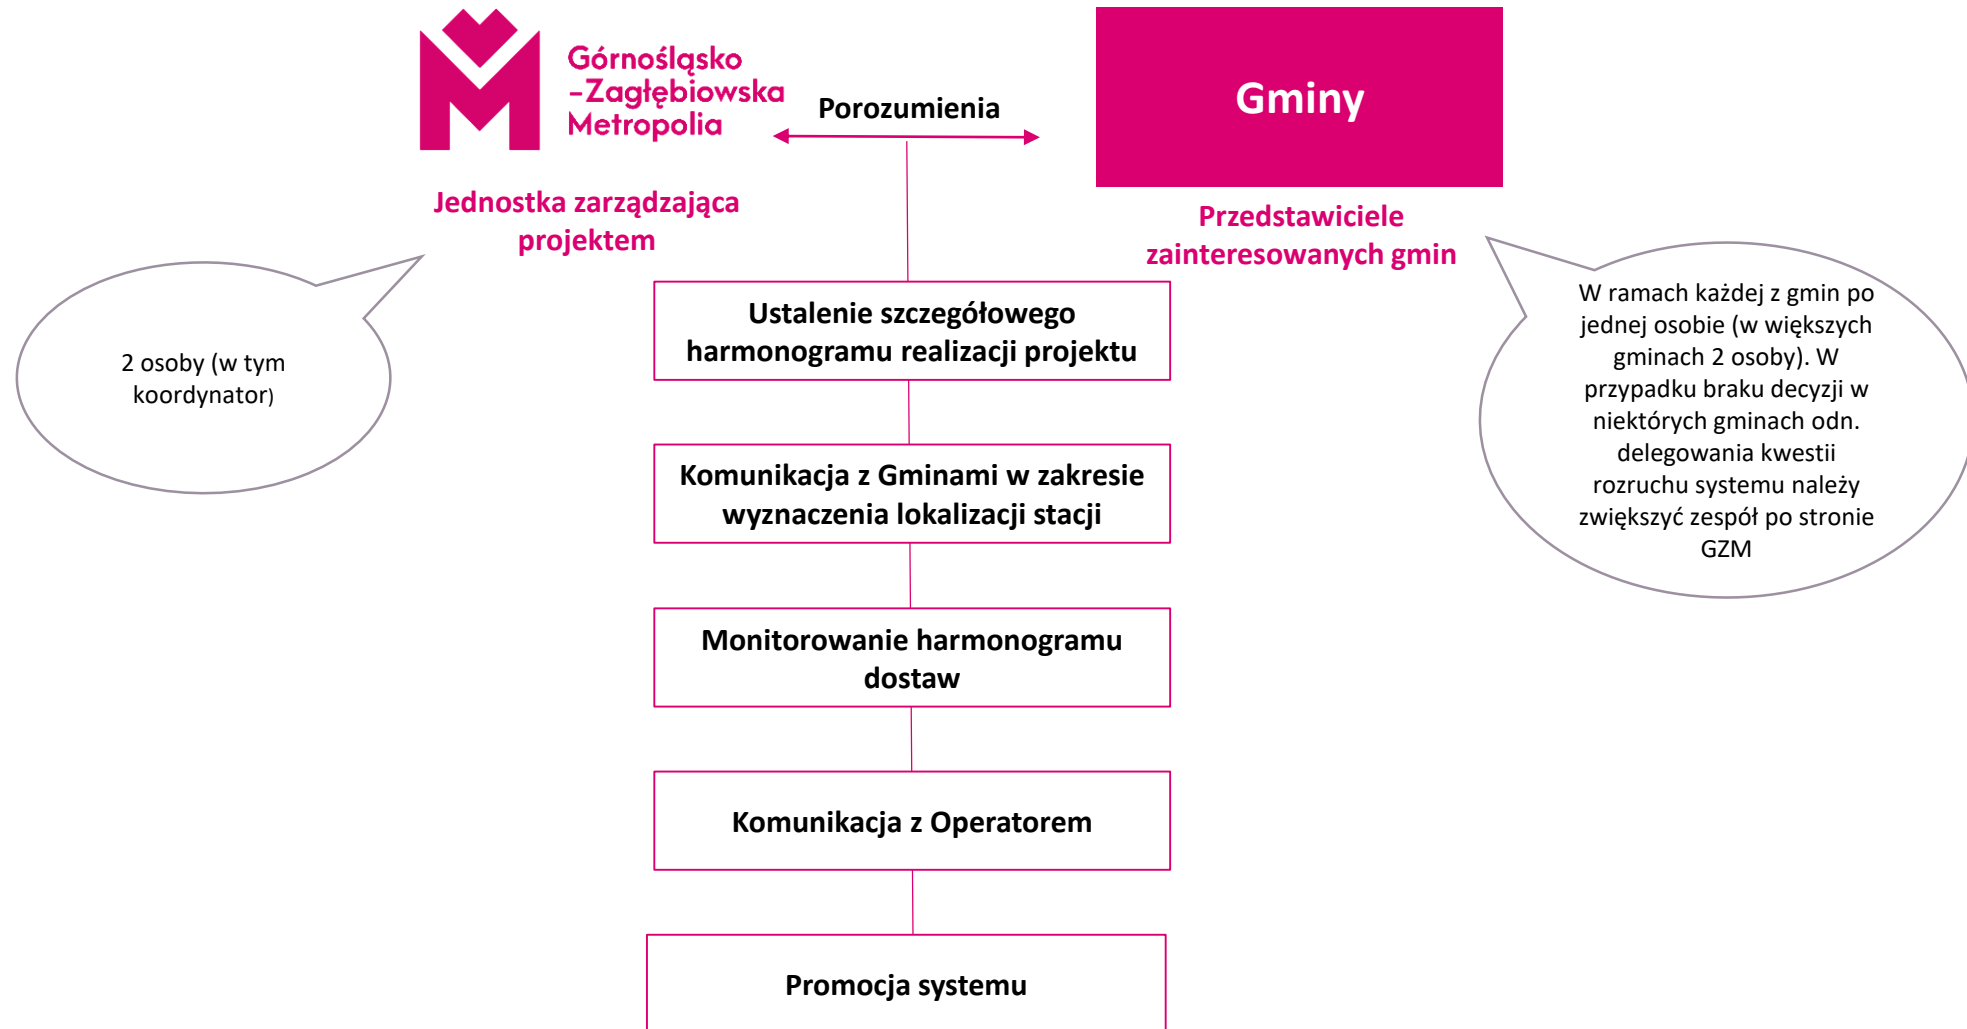 Górnośląsko
-Zagłębiowska
Metropolia
Porozumienia
Gminy
Jednostka zarządzająca
projektem
Przedstawiciele
zainteresowanych gmin
2 osoby (w tym
koordynator)
W ramach każdej z gmin po
jednej osobie (w większych
gminach 2 osoby). W
przypadku braku decyzji w
niektórych gminach odn.
delegowania kwestii
rozruchu systemu należy
zwiększyć zespół po stronie
GZM
Ustalenie szczegółowego
harmonogramu realizacji projektu
Komunikacja z Gminami w zakresie
wyznaczenia lokalizacji stacji
Monitorowanie harmonogramu
dostaw
Komunikacja z Operatorem
Promocja systemu